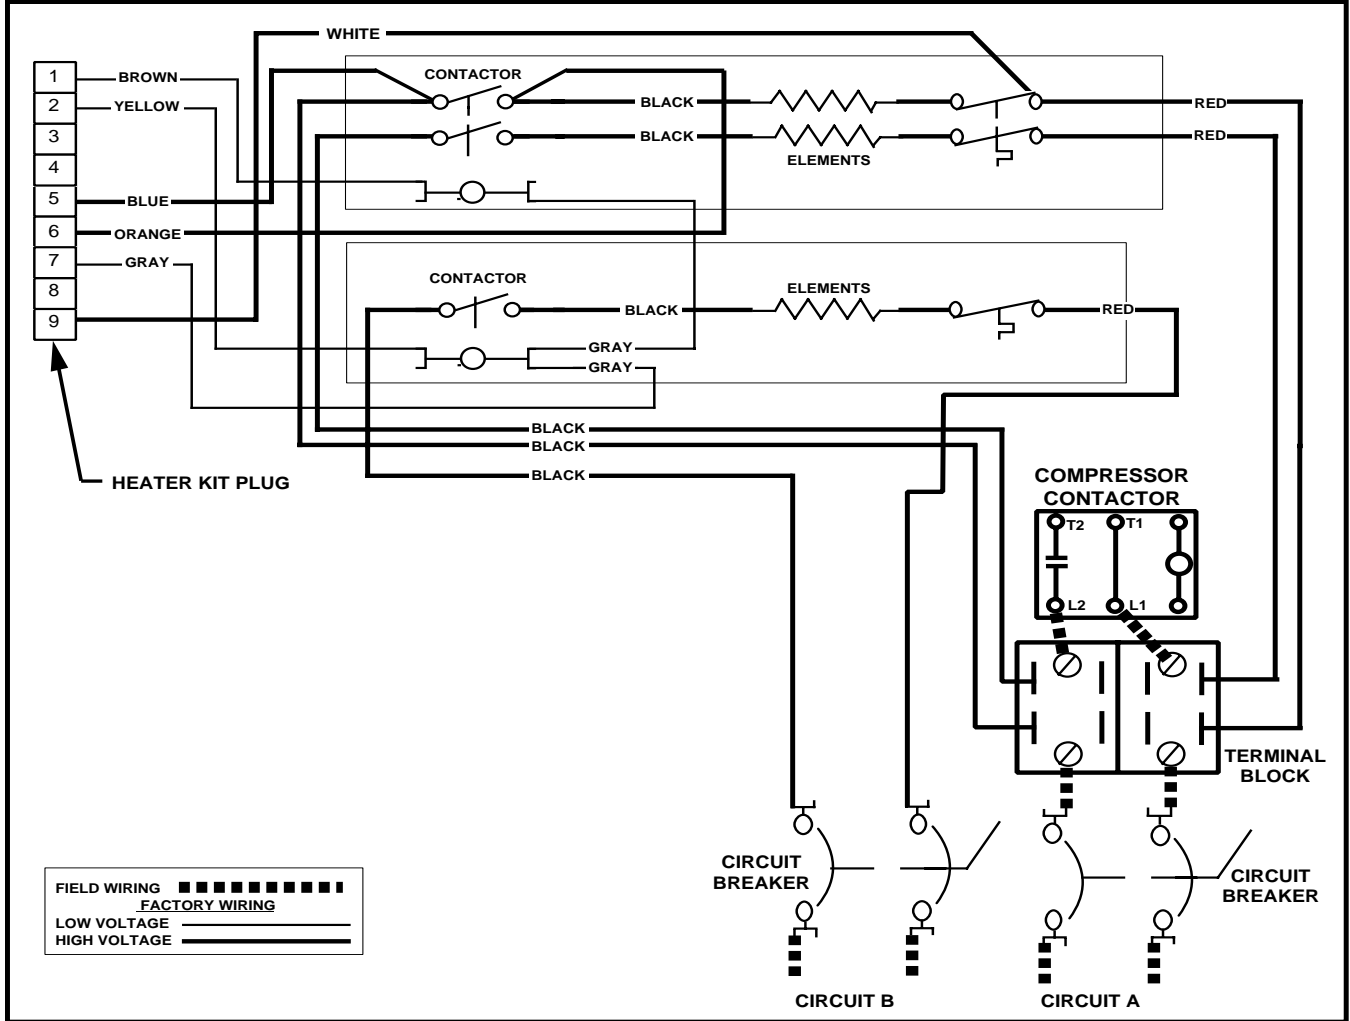 WHITE
1
BROWN
CONTACTOR
2
YELLOW
BLACK
RED
3
BLACK
RED
4
ELEMENTS
5
BLUE
6
ORANGE
7
GRAY
CONTACTOR
ELEMENTS
8
BLACK
RED
9
GRAY
GRAY
BLACK
BLACK
BLACK
HEATER KIT PLUG
COMPRESSOR
CONTACTOR
T2
T1
L2
L1
TERMINAL
BLOCK
CIRCUIT
BREAKER
CIRCUIT
BREAKER
FIELD WIRING
FACTORY WIRING
LOW VOLTAGE
HIGH VOLTAGE
CIRCUIT B
CIRCUIT A